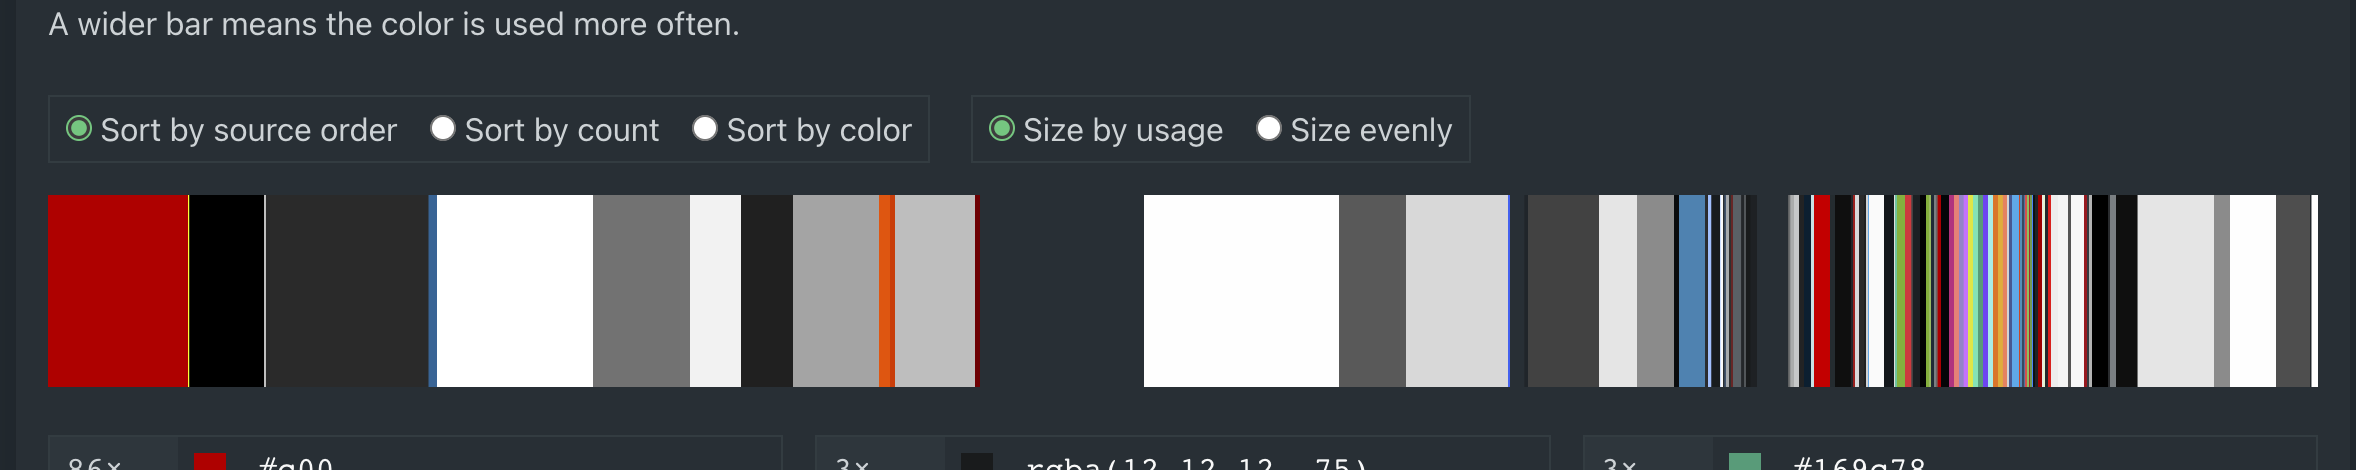 A wider bar means the color is used more often.
Sort by source order Sort by count Sort by color Size by usage Size evenly
86× #a00 3× rgba(12,12,12,.75) 3× #169a78